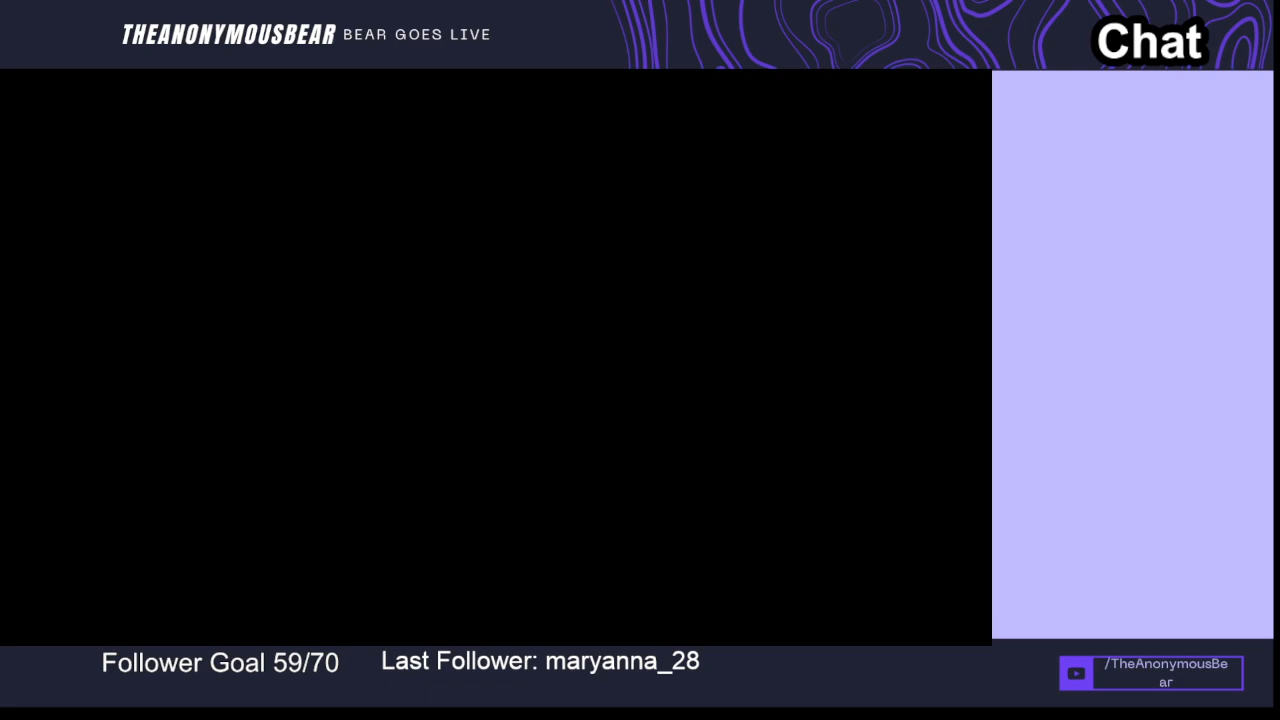 THEANONYMOUSBEAR BEAR GOES LIVE
Chat
Follower Goal 59/70
Last Follower: maryanna_28
/TheAnonymousBe
ar